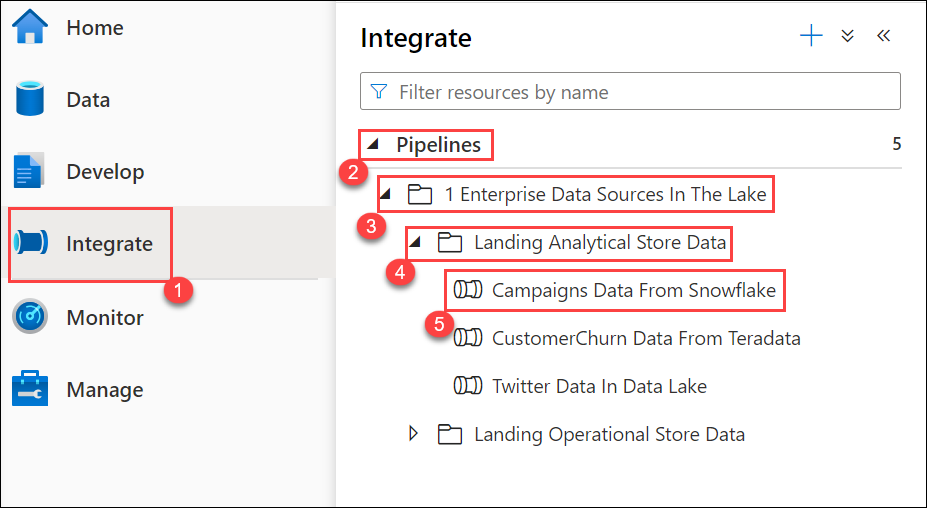 Home
Data
Develop
Integrate
1
Monitor
Manage
Integrate
Filter resources by name
Pipelines 5
2
1 Enterprise Data Sources In The Lake
3
Landing Analytical Store Data
4
Campaigns Data From Snowflake
5
CustomerChurn Data From Teradata
Twitter Data In Data Lake
Landing Operational Store Data